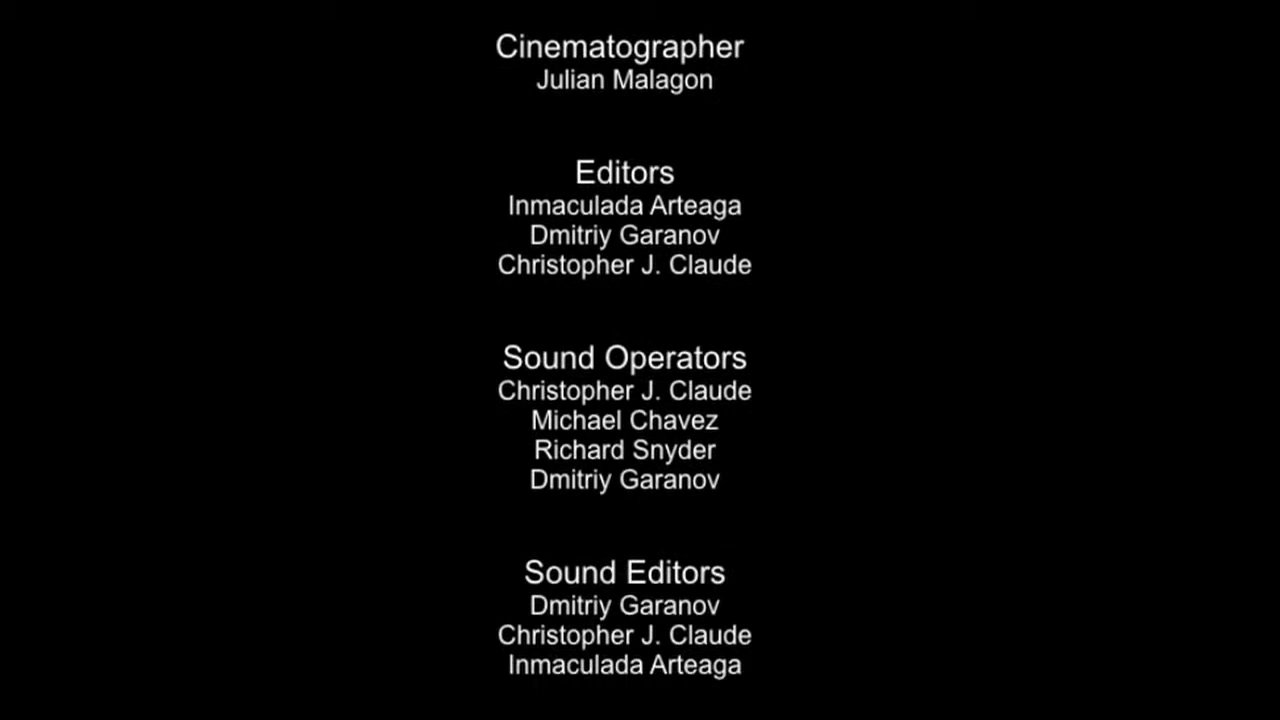 Cinematographer
Julian Malagon
Editors
Inmaculada Arteaga
Dmitriy Garanov
Christopher J. Claude
Sound Operators
Christopher J. Claude
Michael Chavez
Richard Snyder
Dmitriy Garanov
Sound Editors
Dmitriy Garanov
Christopher J. Claude
Inmaculada Arteaga